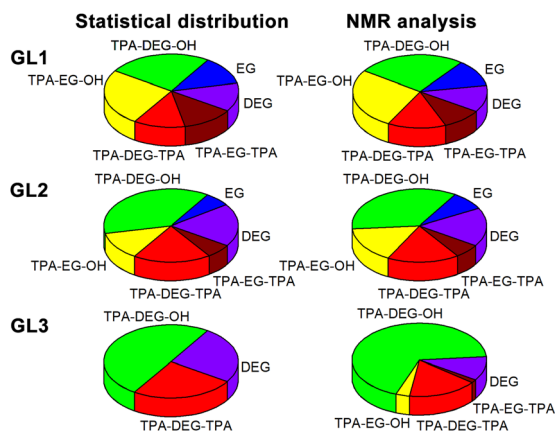 Statistical distribution
NMR analysis
GL1
TPA-DEG-OH
EG
DEG
TPA-EG-TPA
TPA-DEG-TPA
TPA-EG-OH
TPA-DEG-OH
EG
DEG
TPA-EG-TPA
TPA-DEG-TPA
TPA-EG-OH
GL2
TPA-DEG-OH
EG
DEG
TPA-EG-TPA
TPA-DEG-TPA
TPA-EG-OH
TPA-DEG-OH
EG
DEG
TPA-EG-TPA
TPA-DEG-TPA
TPA-EG-OH
GL3
TPA-DEG-OH
DEG
TPA-DEG-TPA
TPA-DEG-OH
DEG
TPA-EG-TPA
TPA-DEG-TPA
TPA-EG-OH